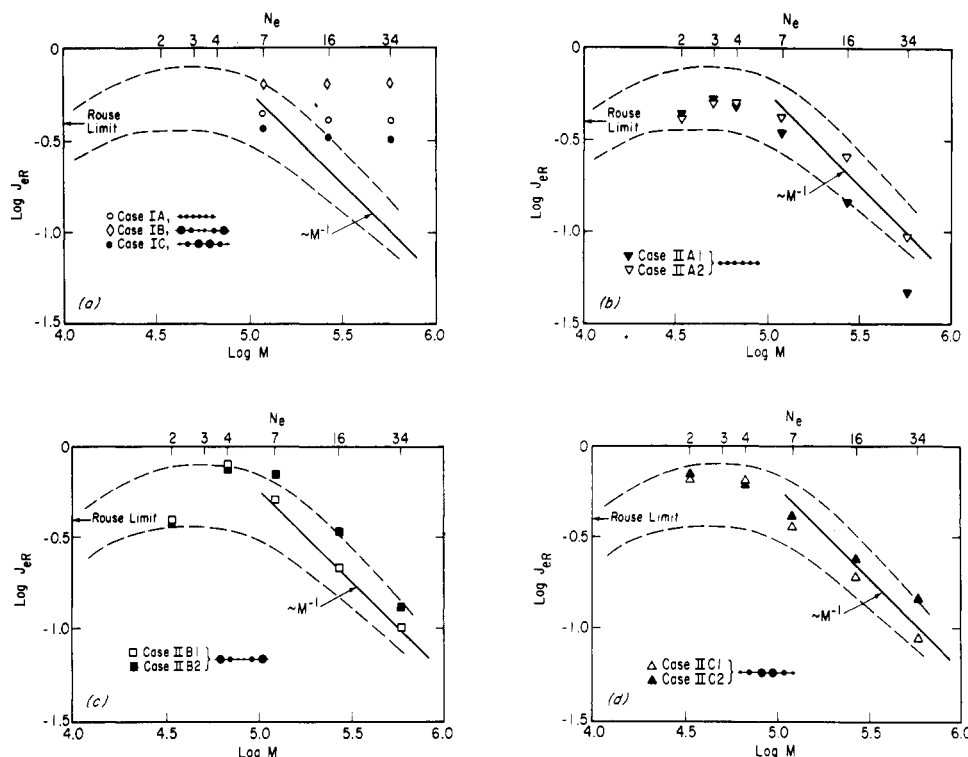 Nₑ
2 3 4 7 16 34
0
Rouse Limit
-0.5
Log JₑR
~M⁻¹
-1.0
○ Case IA,
◇ Case IB,
● Case IC,
(a)
-1.5
4.0 4.5 5.0 5.5 6.0
Log M
Nₑ
2 3 4 7 16 34
0
Rouse Limit
-0.5
Log JₑR
~M⁻¹
-1.0
▼ Case II A1
▽ Case II A2
(b)
-1.5
4.0 4.5 5.0 5.5 6.0
Log M
Nₑ
2 3 4 7 16 34
0
Rouse Limit
-0.5
Log JₑR
~M⁻¹
-1.0
□ Case II B1
■ Case II B2
(c)
-1.5
4.0 4.5 5.0 5.5 6.0
Log M
Nₑ
2 3 4 7 16 34
0
Rouse Limit
-0.5
Log JₑR
~M⁻¹
-1.0
△ Case II C1
▲ Case II C2
(d)
-1.5
4.0 4.5 5.0 5.5 6.0
Log M